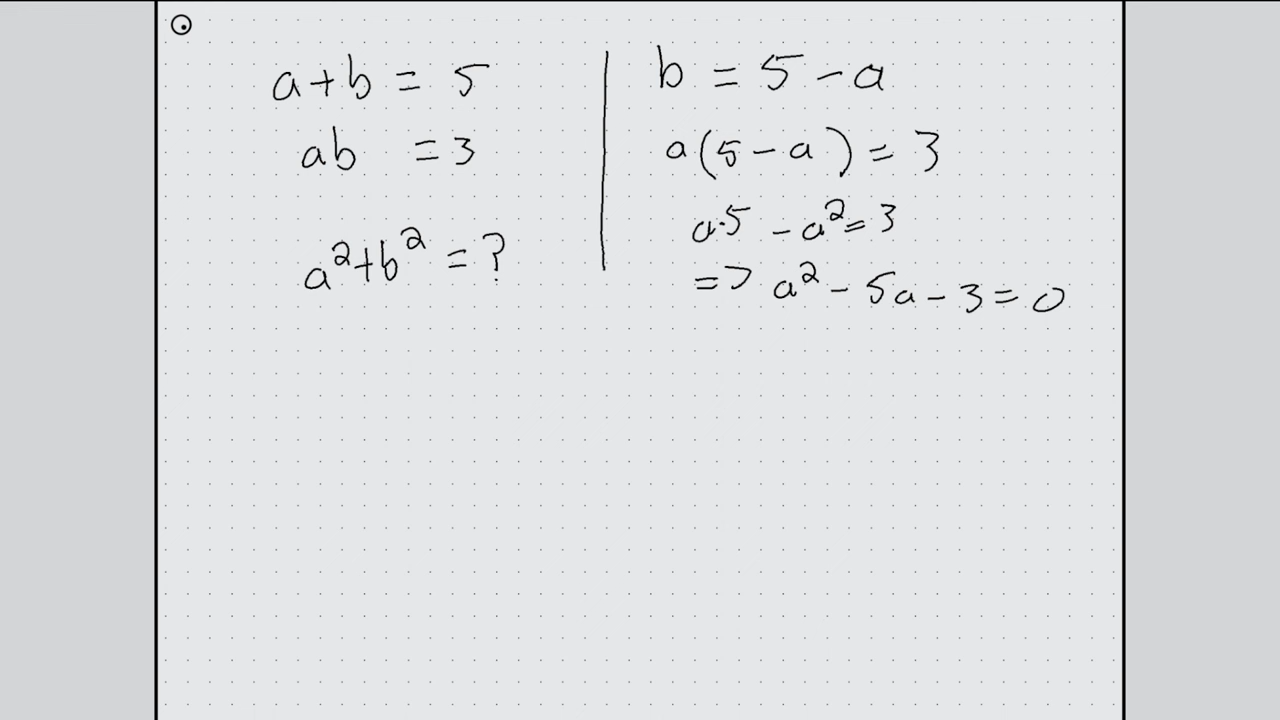 a+b = 5
ab = 3
a²+b² = ?
b = 5 - a
a(5 - a) = 3
a·5 - a² = 3
=> a² - 5a - 3 = 0